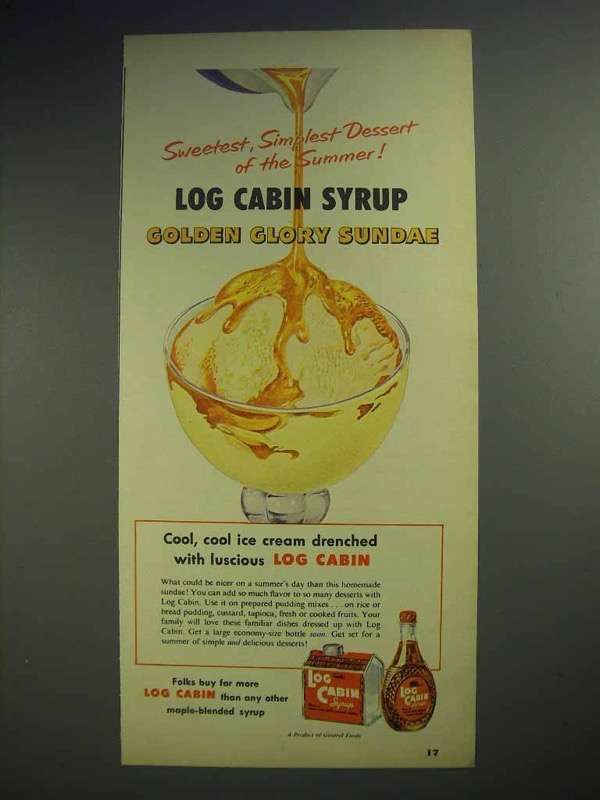 Sweetest, Simplest Dessert
of the Summer!
LOG CABIN SYRUP
GOLDEN GLORY SUNDAE
Cool, cool ice cream drenched
with luscious LOG CABIN
What could be nicer on a summer's day than this homemade
sundae! You can add so much flavor to so many desserts with
Log Cabin. Use it on prepared pudding mixes . . . on rice or
bread pudding, custard, tapioca, fresh or cooked fruits. Your
family will love these familiar dishes dressed up with Log
Cabin. Get a large economy-size bottle soon. Get set for a
summer of simple and delicious desserts!
Folks buy far more
LOG CABIN than any other
maple-blended syrup
LOG
CABIN
Syrup
LOG
CABIN
A Product of General Foods
17